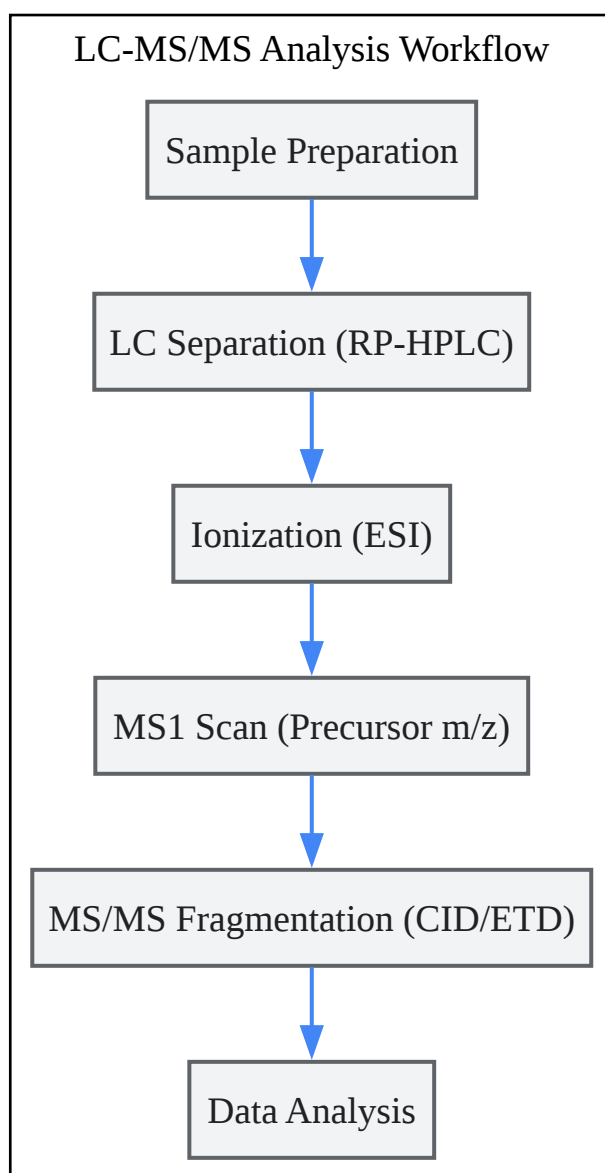 LC-MS/MS Analysis Workflow
Sample Preparation
LC Separation (RP-HPLC)
Ionization (ESI)
MS1 Scan (Precursor m/z)
MS/MS Fragmentation (CID/ETD)
Data Analysis